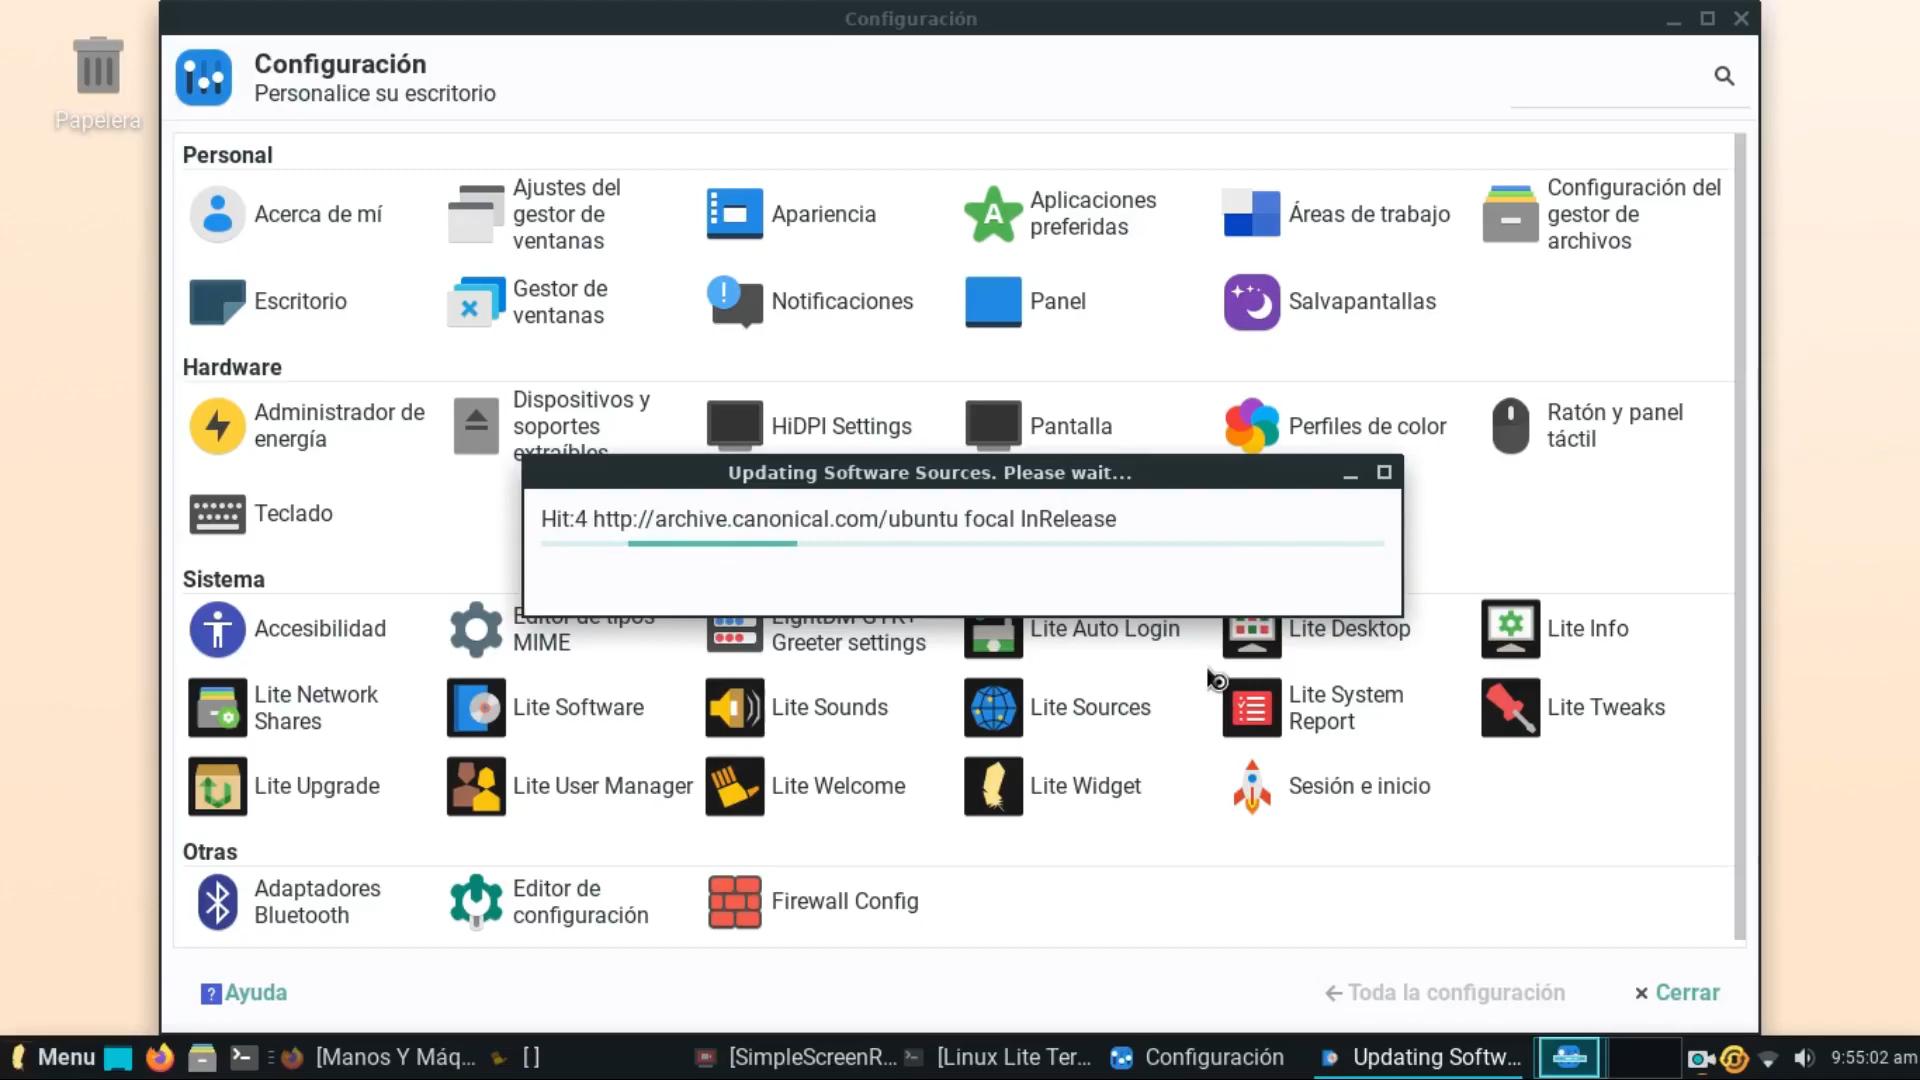 Configuración
Papelera
Configuración
Personalice su escritorio
Personal
Acerca de mí
Ajustes del
gestor de
ventanas
Apariencia
Aplicaciones
preferidas
Áreas de trabajo
Configuración del
gestor de
archivos
Escritorio
Gestor de
ventanas
Notificaciones
Panel
Salvapantallas
Hardware
Administrador de
energía
Dispositivos y
soportes
extraíbles
HiDPI Settings
Pantalla
Perfiles de color
Ratón y panel
táctil
Teclado
Updating Software Sources. Please wait...
Hit:4 http://archive.canonical.com/ubuntu focal InRelease
Sistema
Accesibilidad
Editor de tipos
MIME
LightDM GTK+
Greeter settings
Lite Auto Login
Lite Desktop
Lite Info
Lite Network
Shares
Lite Software
Lite Sounds
Lite Sources
Lite System
Report
Lite Tweaks
Lite Upgrade
Lite User Manager
Lite Welcome
Lite Widget
Sesión e inicio
Otras
Adaptadores
Bluetooth
Editor de
configuración
Firewall Config
? Ayuda
← Toda la configuración
× Cerrar
Menu
[Manos Y Máq...
[ ]
[SimpleScreenR...
[Linux Lite Ter...
Configuración
Updating Softw...
9:55:02 am